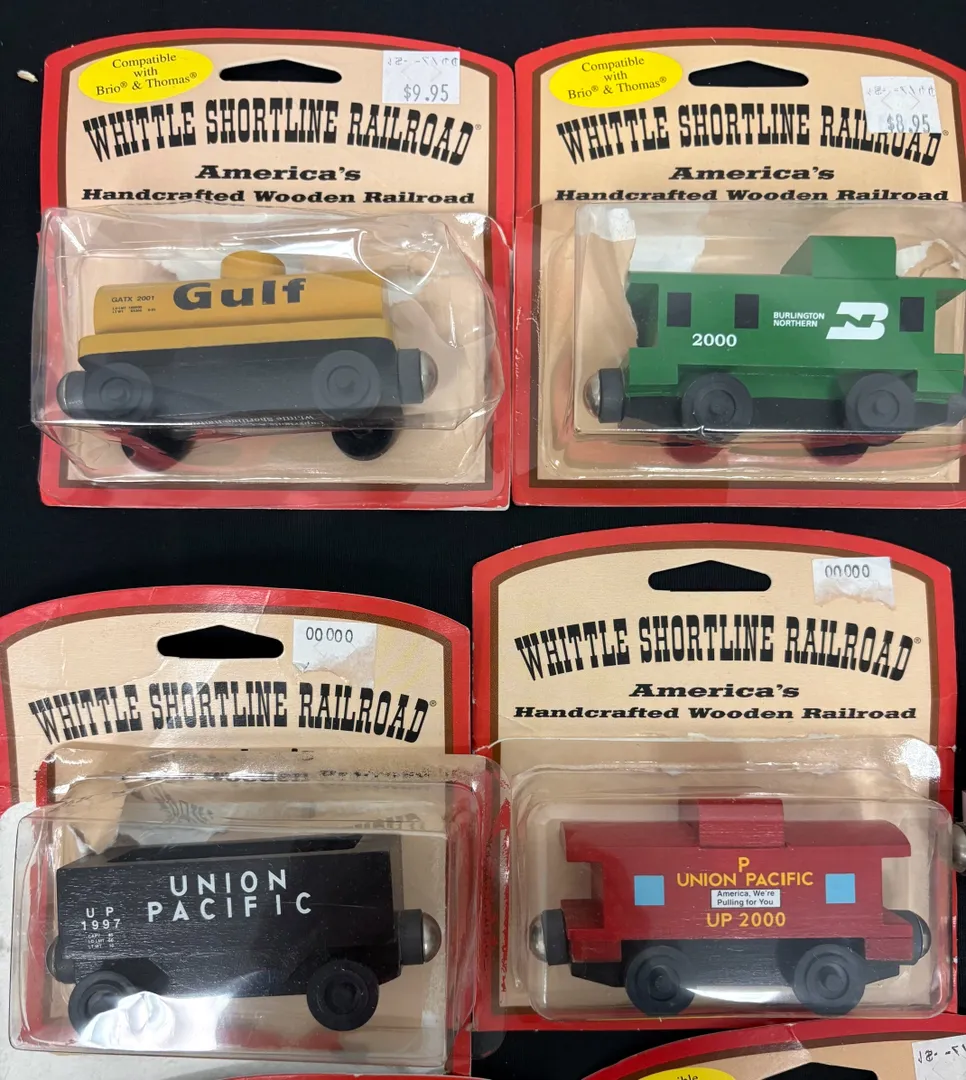 Compatible
with
Brio® & Thomas®
$9.95
WHITTLE SHORTLINE RAILROAD®
America's
Handcrafted Wooden Railroad
GATX 2001
Gulf
Compatible
with
Brio® & Thomas®
$8.95
WHITTLE SHORTLINE RAILROAD®
America's
Handcrafted Wooden Railroad
2000
BURLINGTON
NORTHERN
BN
00000
WHITTLE SHORTLINE RAILROAD®
UNION
PACIFIC
UP
1997
00000
WHITTLE SHORTLINE RAILROAD®
America's
Handcrafted Wooden Railroad
P
UNION PACIFIC
America, We're
Pulling for You
UP 2000